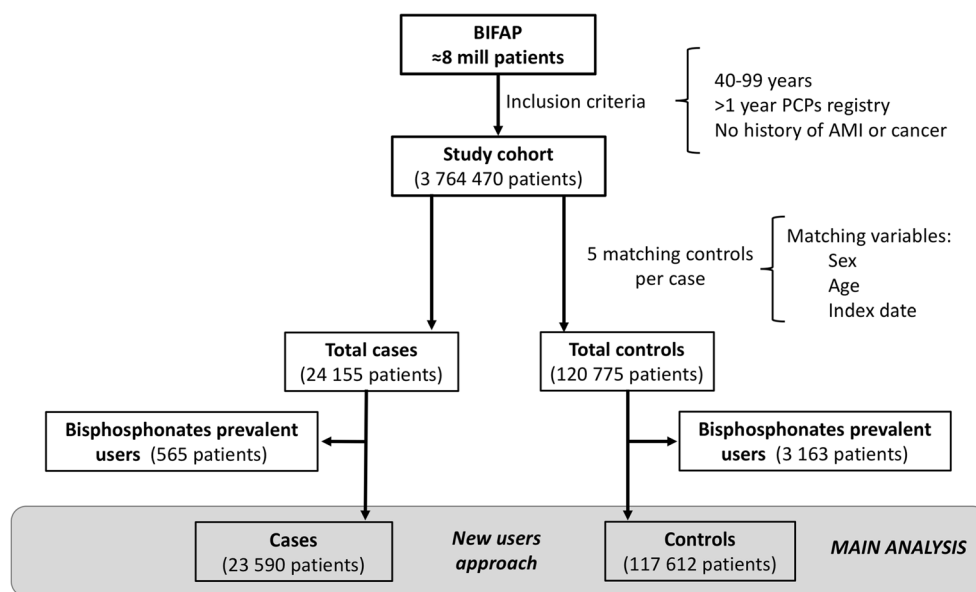 BIFAP
≈8 mill patients
Inclusion criteria
40-99 years
>1 year PCPs registry
No history of AMI or cancer
Study cohort
(3 764 470 patients)
5 matching controls
per case
Matching variables:
Sex
Age
Index date
Total cases
(24 155 patients)
Total controls
(120 775 patients)
Bisphosphonates prevalent
users (565 patients)
Bisphosphonates prevalent
users (3 163 patients)
Cases
(23 590 patients)
New users
approach
Controls
(117 612 patients)
MAIN ANALYSIS